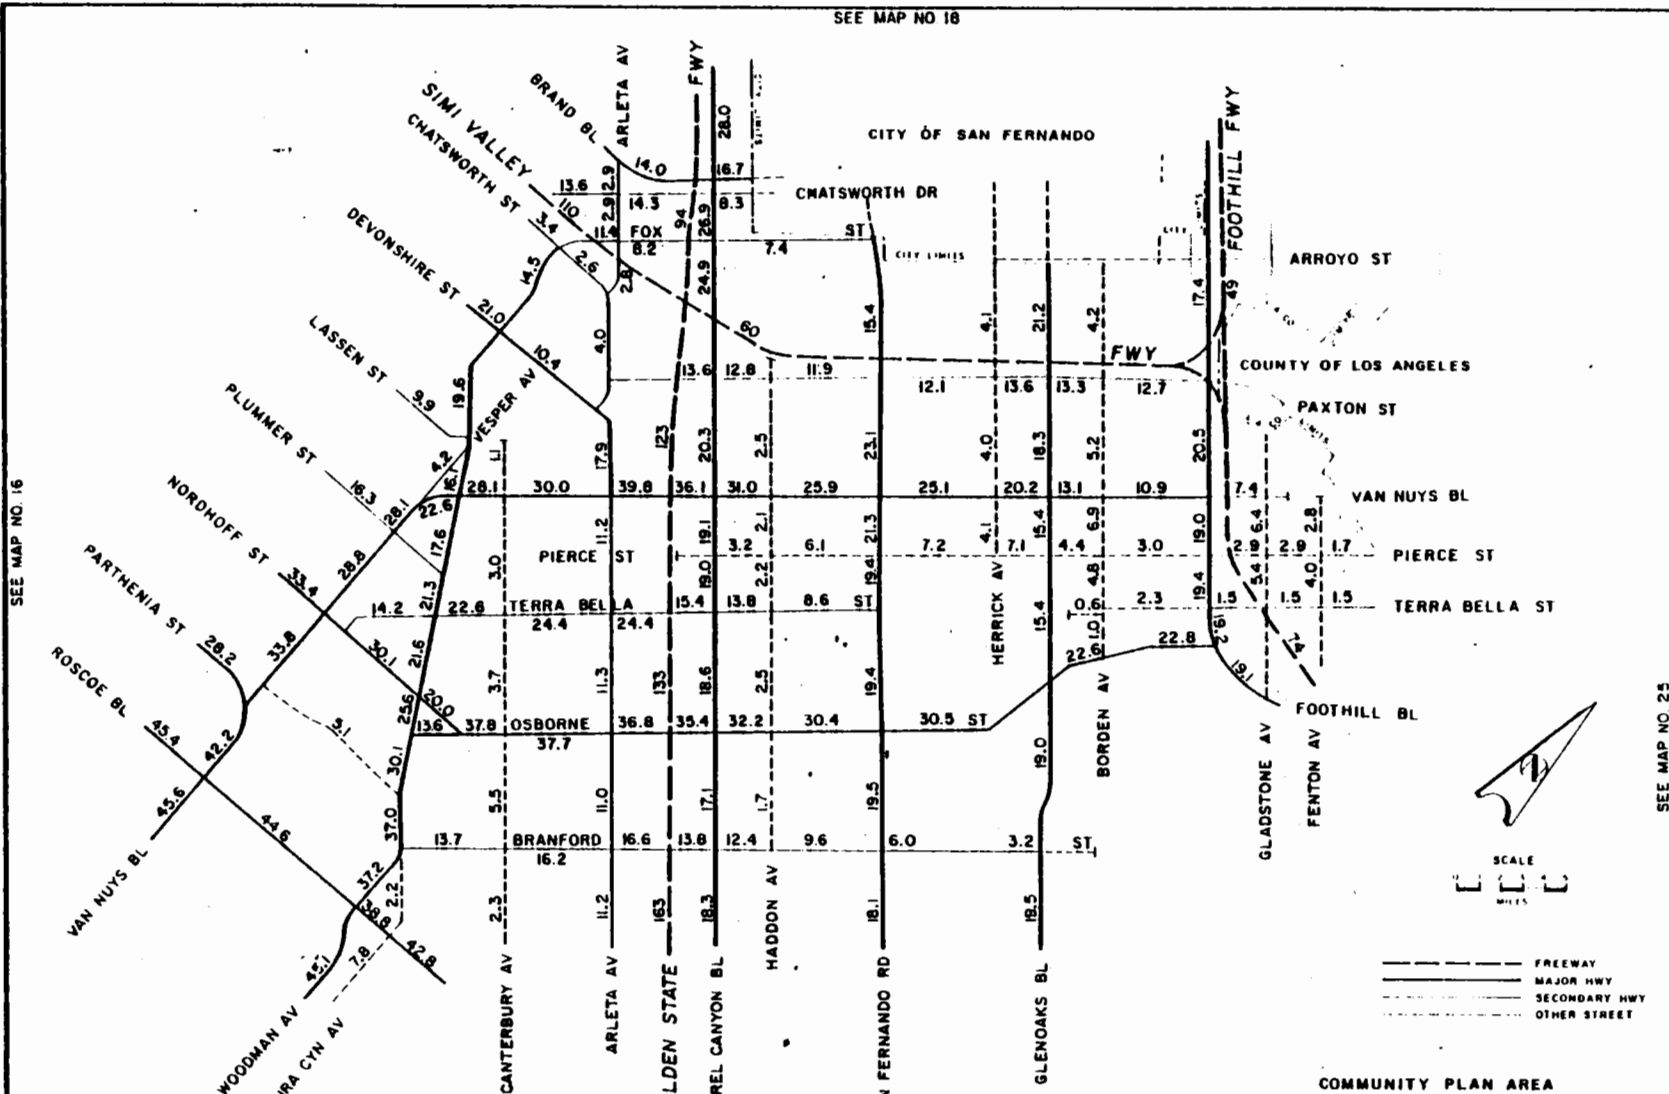 SEE MAP NO 18
SEE MAP NO. 16
SEE MAP NO. 25
BRAND BL
ARLETA AV
FWY
SIMI VALLEY
CHATSWORTH ST
CITY OF SAN FERNANDO
FOOTHILL FWY
28.0
14.0
16.7
13.6
2.9
14.3
8.3
CHATSWORTH DR
110
2.9
94
26.9
DEVONSHIRE ST
3.4
11.4
FOX
ST
8.2
7.4
CITY LIMITS
ARROYO ST
14.5
2.6
2.8
24.9
17.4
49
21.0
60
15.4
4.1
21.2
4.2
LASSEN ST
10.4
4.0
FWY
COUNTY OF LOS ANGELES
13.6
12.8
11.9
12.1
13.6
13.3
12.7
PAXTON ST
9.9
19.6
VESPER AV
PLUMMER ST
4.2
1.1
17.9
123
20.3
2.5
23.1
4.0
18.3
5.2
20.5
16.3
28.1
22.6
16.1
28.1
30.0
39.8
36.1
31.0
25.9
25.1
20.2
13.1
10.9
7.4
VAN NUYS BL
NORDHOFF ST
17.6
11.2
19.1
2.1
21.3
4.1
15.4
6.9
19.0
6.4
2.8
28.8
3.0
PIERCE ST
3.2
6.1
7.2
7.1
4.4
3.0
2.9
2.9
1.7
PIERCE ST
PARTHENIA ST
33.4
21.3
19.0
2.2
19.4
4.8
19.4
5.4
4.0
14.2
22.6
TERRA BELLA
15.4
13.8
8.6
ST
0.6
2.3
1.5
1.5
1.5
TERRA BELLA ST
24.4
24.4
HERRICK AV
15.4
1.0
19.2
74
33.8
28.2
30.1
21.6
22.6
22.8
ROSCOE BL
3.7
11.3
133
18.6
2.5
19.4
19.1
20.0
25.6
13.6
37.8
OSBORNE
36.8
35.4
32.2
30.4
30.5
ST
FOOTHILL BL
37.7
45.4
42.2
5.1
30.1
19.0
BORDEN AV
GLADSTONE AV
FENTON AV
45.6
5.5
11.0
17.1
1.7
19.5
44.6
37.0
13.7
BRANFORD
16.6
13.8
12.4
9.6
6.0
3.2
ST
16.2
VAN NUYS BL
37.2
2.2
2.3
11.2
163
18.3
HADDON AV
18.1
19.5
38.8
42.8
45.1
7.8
N
SCALE
MILES
WOODMAN AV
RA CYN AV
CANTERBURY AV
ARLETA AV
LDEN STATE
REL CANYON BL
N FERNANDO RD
GLENOAKS BL
FREEWAY
MAJOR HWY
SECONDARY HWY
OTHER STREET
COMMUNITY PLAN AREA